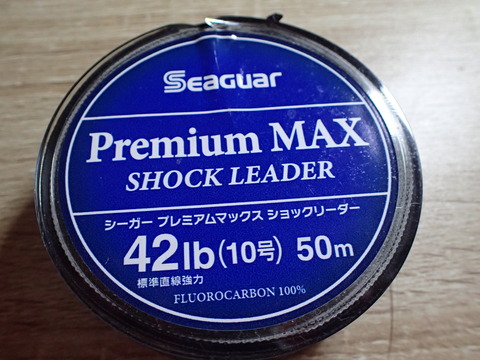 Seaguar
Premium MAX
SHOCK LEADER
シーガー プレミアムマックス ショックリーダー
42lb(10号) 50m
標準直線強力
FLUOROCARBON 100%